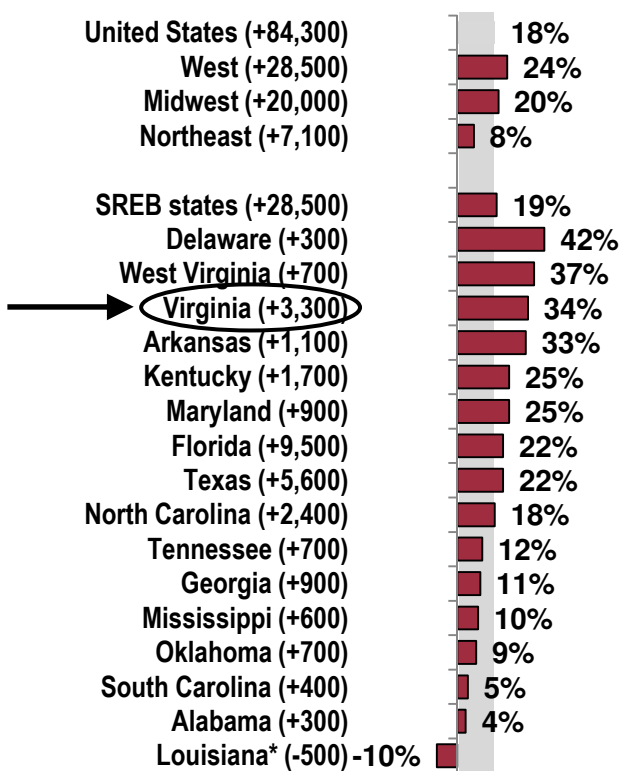 United States (+84,300) 18%
West (+28,500) 24%
Midwest (+20,000) 20%
Northeast (+7,100) 8%
SREB states (+28,500) 19%
Delaware (+300) 42%
West Virginia (+700) 37%
Virginia (+3,300) 34%
Arkansas (+1,100) 33%
Kentucky (+1,700) 25%
Maryland (+900) 25%
Florida (+9,500) 22%
Texas (+5,600) 22%
North Carolina (+2,400) 18%
Tennessee (+700) 12%
Georgia (+900) 11%
Mississippi (+600) 10%
Oklahoma (+700) 9%
South Carolina (+400) 5%
Alabama (+300) 4%
Louisiana* (-500) -10%